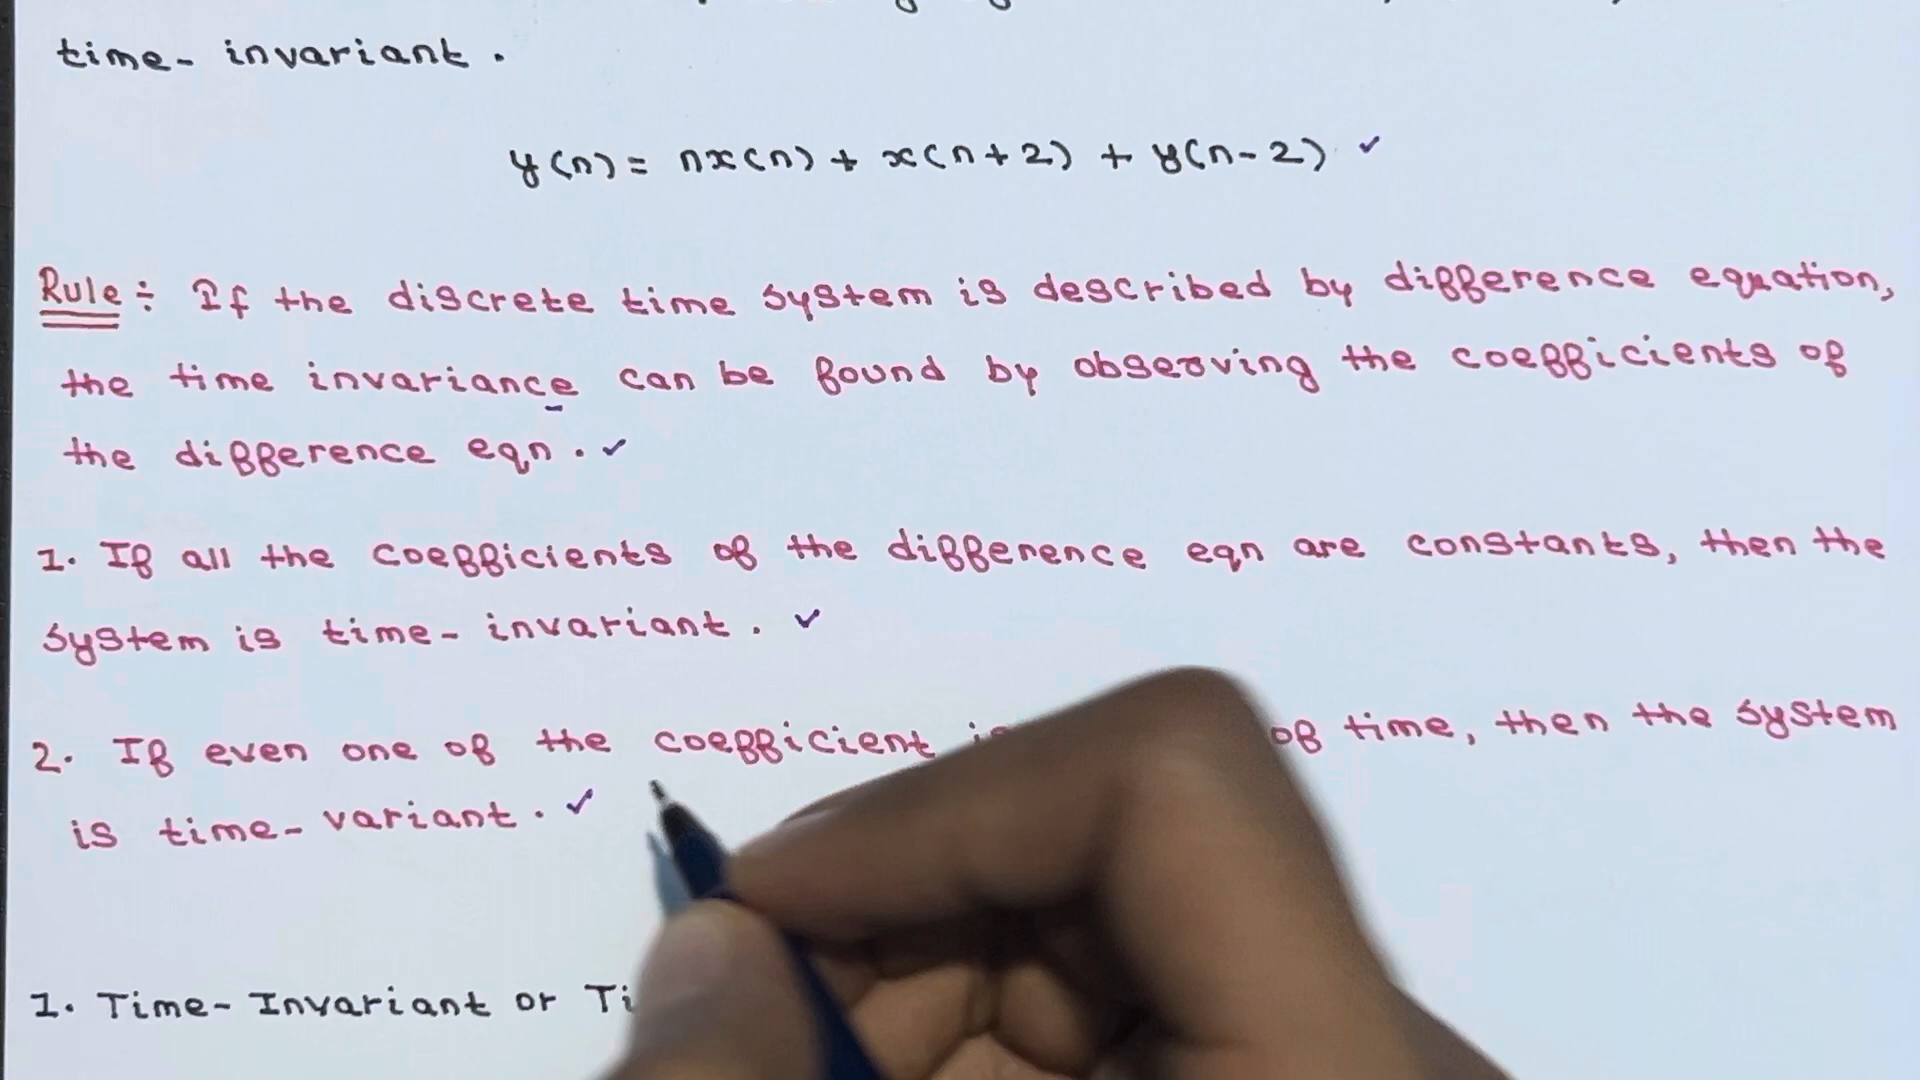 time- invariant .
y(n) = nx(n) + x(n+2) + y(n-2) ✓
Rule ÷ If the discrete time system is described by difference equation,
the time invariance can be found by observing the coefficients of
the difference eqn . ✓
1. If all the coefficients of the difference eqn are constants, then the
system is time- invariant . ✓
2. If even one of the coefficient of time, then the system
is time- variant . ✓
1. Time- Invariant or Ti